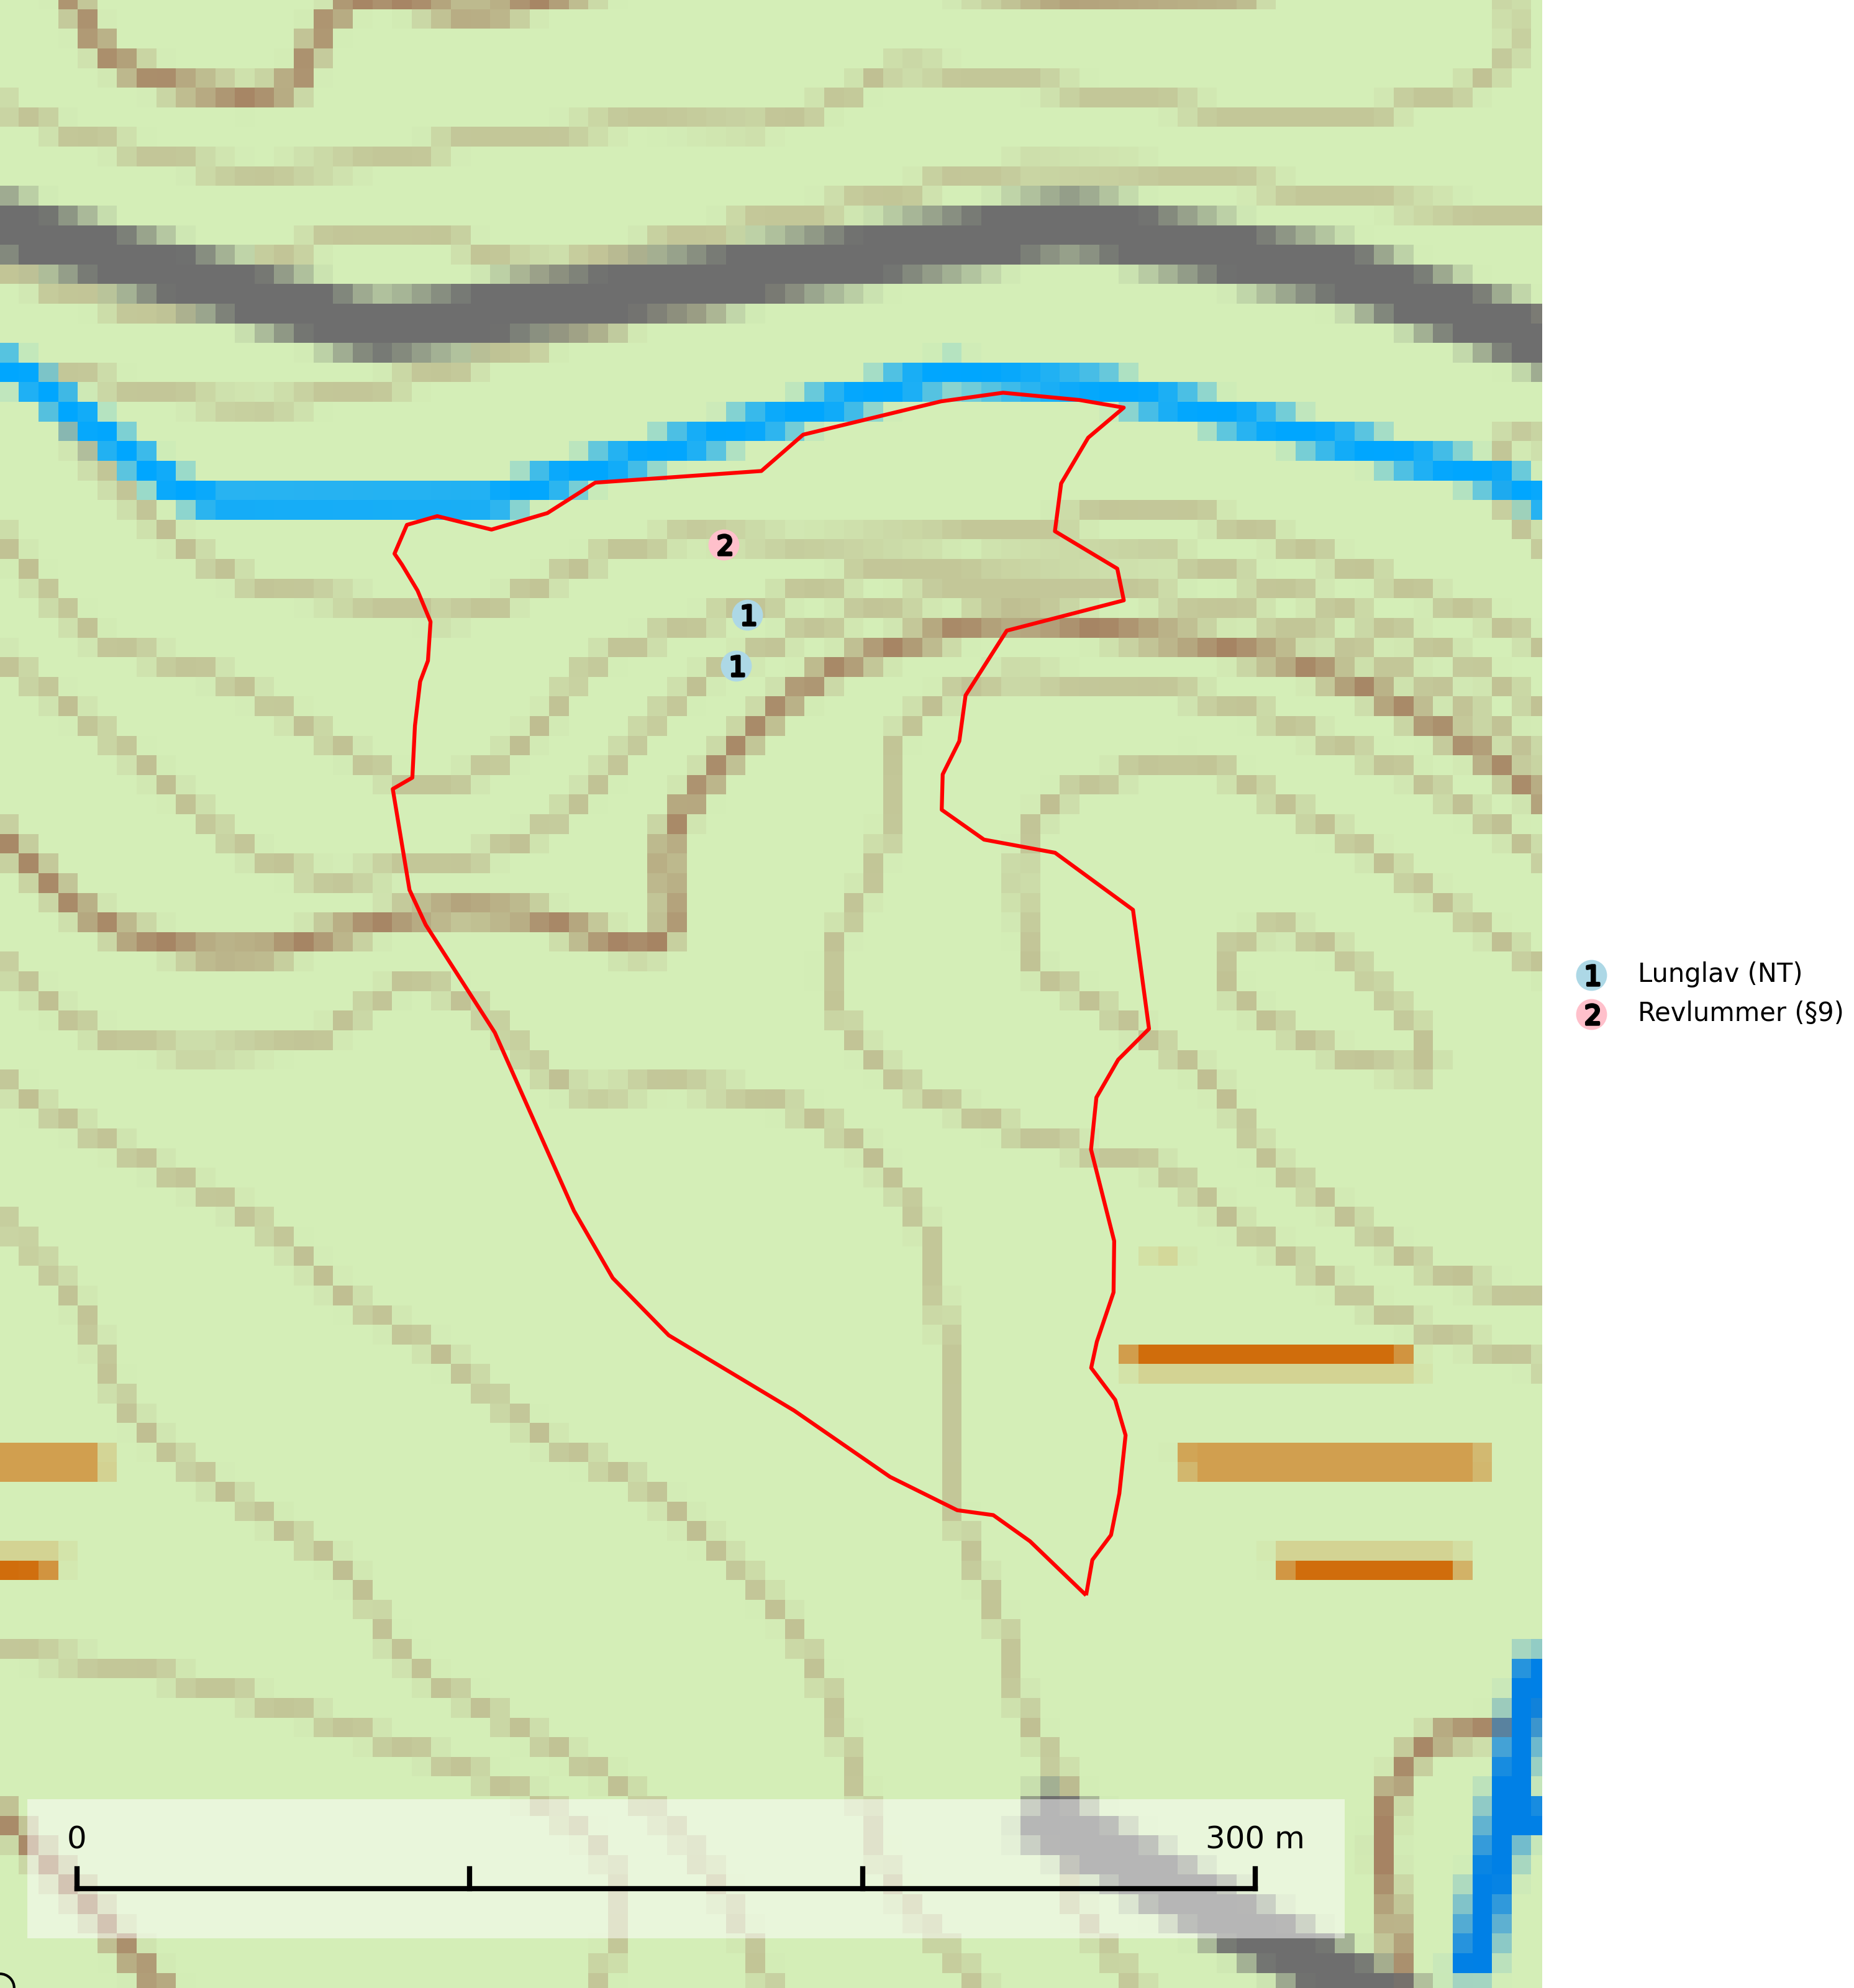 2
1
1
1 Lunglav (NT)
2 Revlummer (§9)
0 300 m